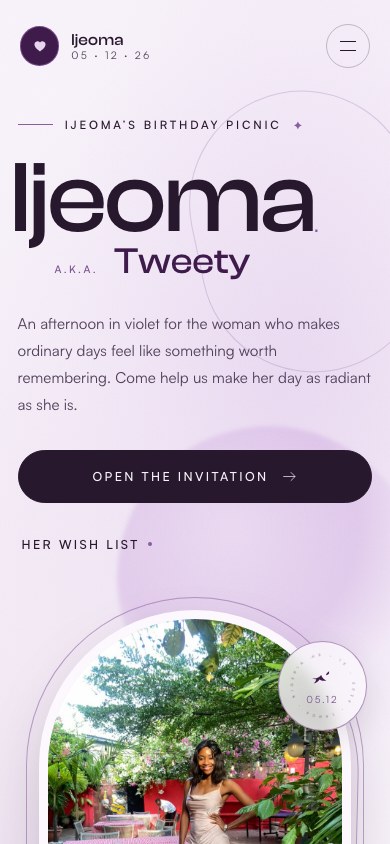 Ijeoma
05 · 12 · 26
IJEOMA'S BIRTHDAY PICNIC
Ijeoma.
A.K.A. Tweety
An afternoon in violet for the woman who makes
ordinary days feel like something worth
remembering. Come help us make her day as radiant
as she is.
OPEN THE INVITATION →
HER WISH LIST
05.12